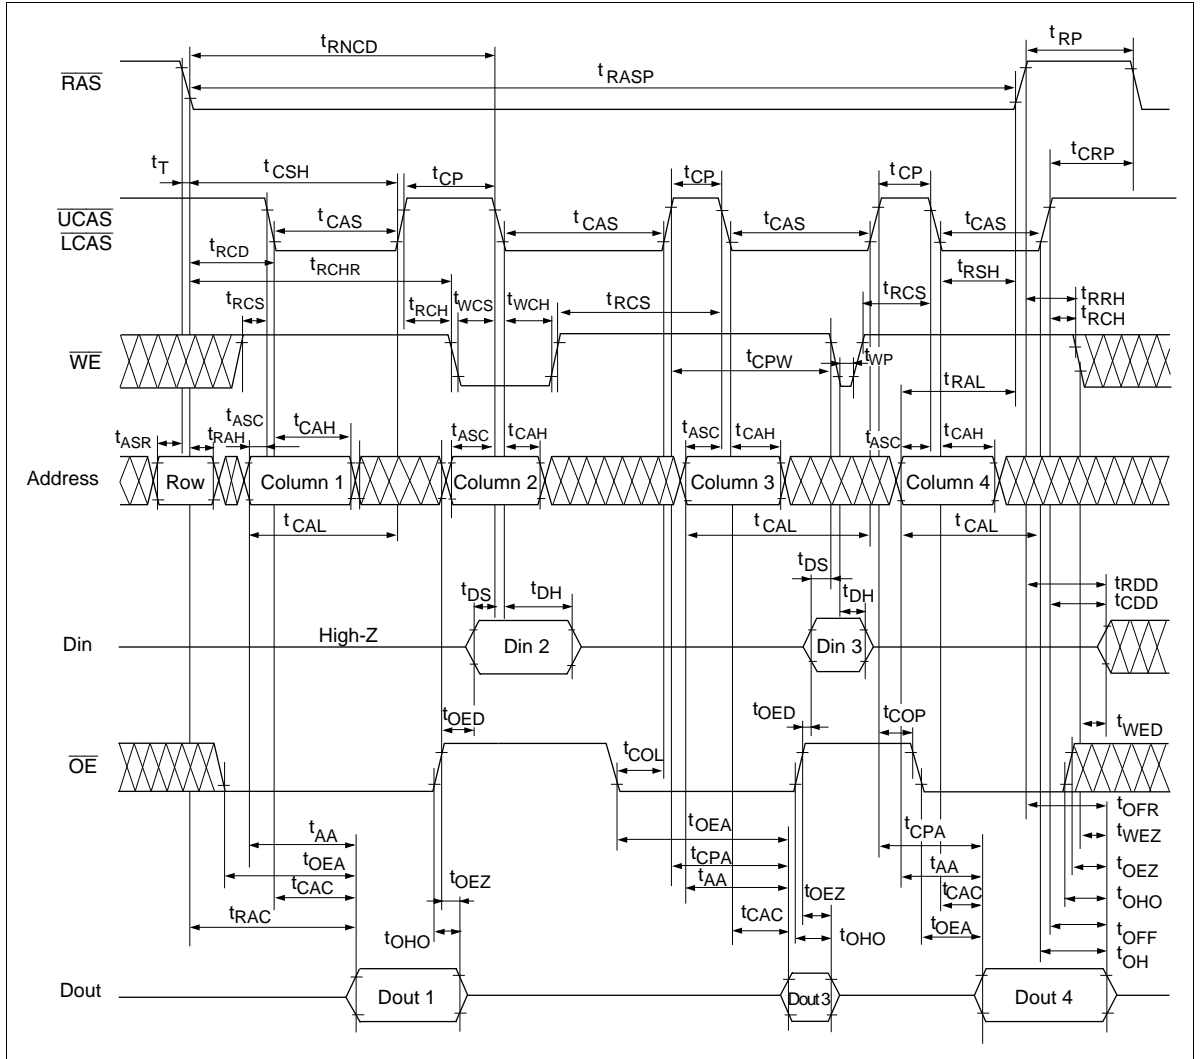 tRNCD
tRP
RAS
tRASP
tT
tCSH
tCP
tCP
tCP
tCRP
UCAS
LCAS
tCAS
tCAS
tCAS
tCAS
tRCD
tRCHR
tRSH
tRCS
tRCH
tWCS
tWCH
tRCS
tRCS
tRRH
tRCH
WE
tCPW
tWP
tRAL
tASR
tRAH
tASC
tCAH
tASC
tCAH
tASC
tCAH
tASC
tCAH
Address
Row
Column 1
Column 2
Column 3
Column 4
tCAL
tCAL
tCAL
tDS
tDH
tDS
tDH
tRDD
tCDD
Din
High-Z
Din 2
Din 3
tOED
tOED
tCOP
tWED
OE
tCOL
tOEA
tCPA
tOFR
tWEZ
tAA
tOEA
tCAC
tRAC
tOEZ
tOHO
tCPA
tAA
tCAC
tOEZ
tOHO
tAA
tCAC
tOEA
tOEZ
tOHO
tOFF
tOH
Dout
Dout 1
Dout 3
Dout 4